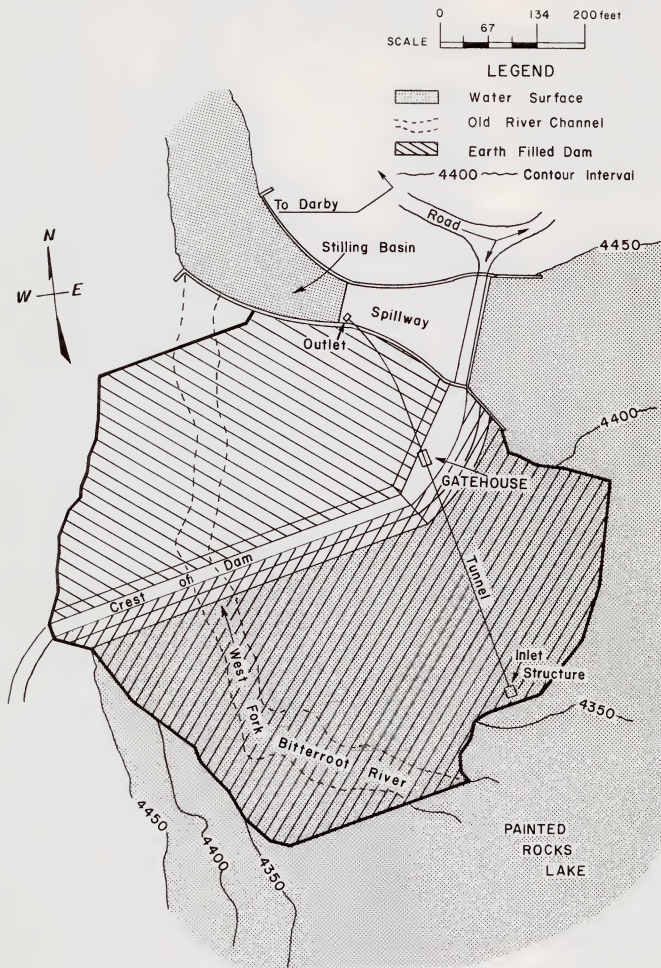 0 67 134 200 feet
SCALE
LEGEND
Water Surface
Old River Channel
Earth Filled Dam
4400 Contour Interval
To Darby
Road
4450
Stilling Basin
N
W E
Spillway
Outlet
4400
GATEHOUSE
Crest of Dam
Tunnel
West Fork
Bitterroot River
Inlet
Structure
4350
4450
4400
4350
PAINTED
ROCKS
LAKE